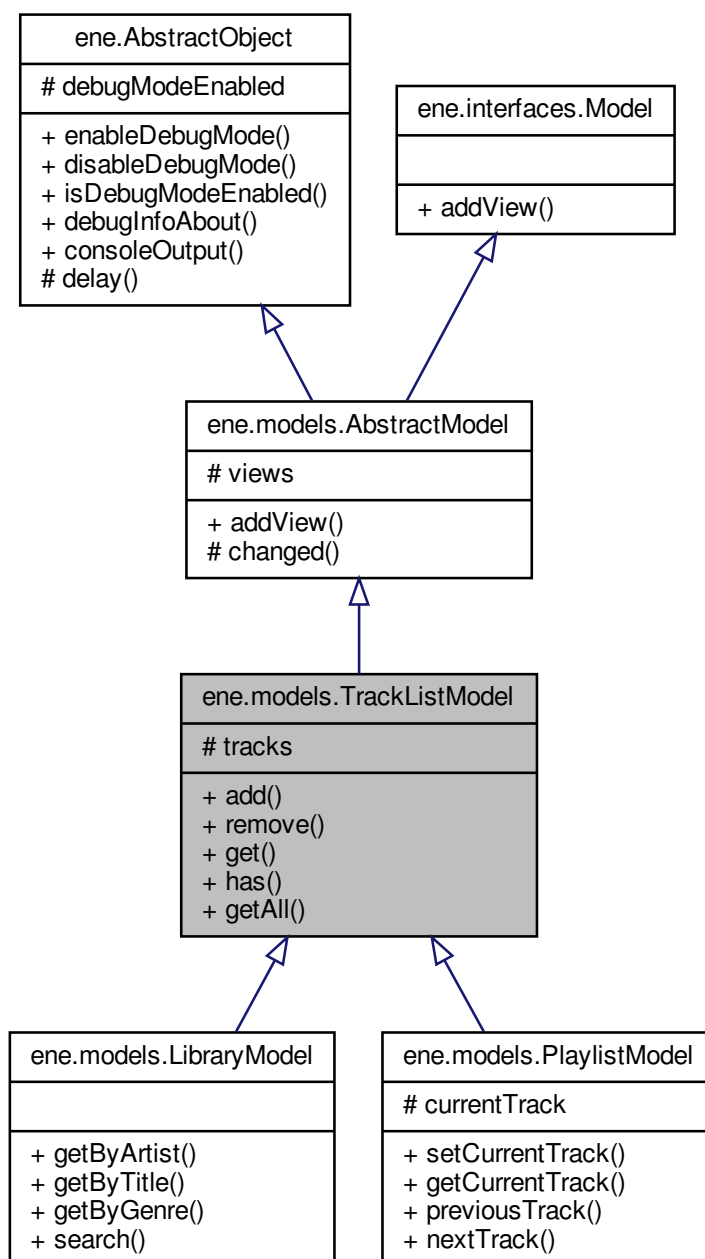 ene.AbstractObject
# debugModeEnabled
+ enableDebugMode()
+ disableDebugMode()
+ isDebugModeEnabled()
+ debugInfoAbout()
+ consoleOutput()
# delay()
ene.interfaces.Model
+ addView()
ene.models.AbstractModel
# views
+ addView()
# changed()
ene.models.TrackListModel
# tracks
+ add()
+ remove()
+ get()
+ has()
+ getAll()
ene.models.LibraryModel
+ getByArtist()
+ getByTitle()
+ getByGenre()
+ search()
ene.models.PlaylistModel
# currentTrack
+ setCurrentTrack()
+ getCurrentTrack()
+ previousTrack()
+ nextTrack()